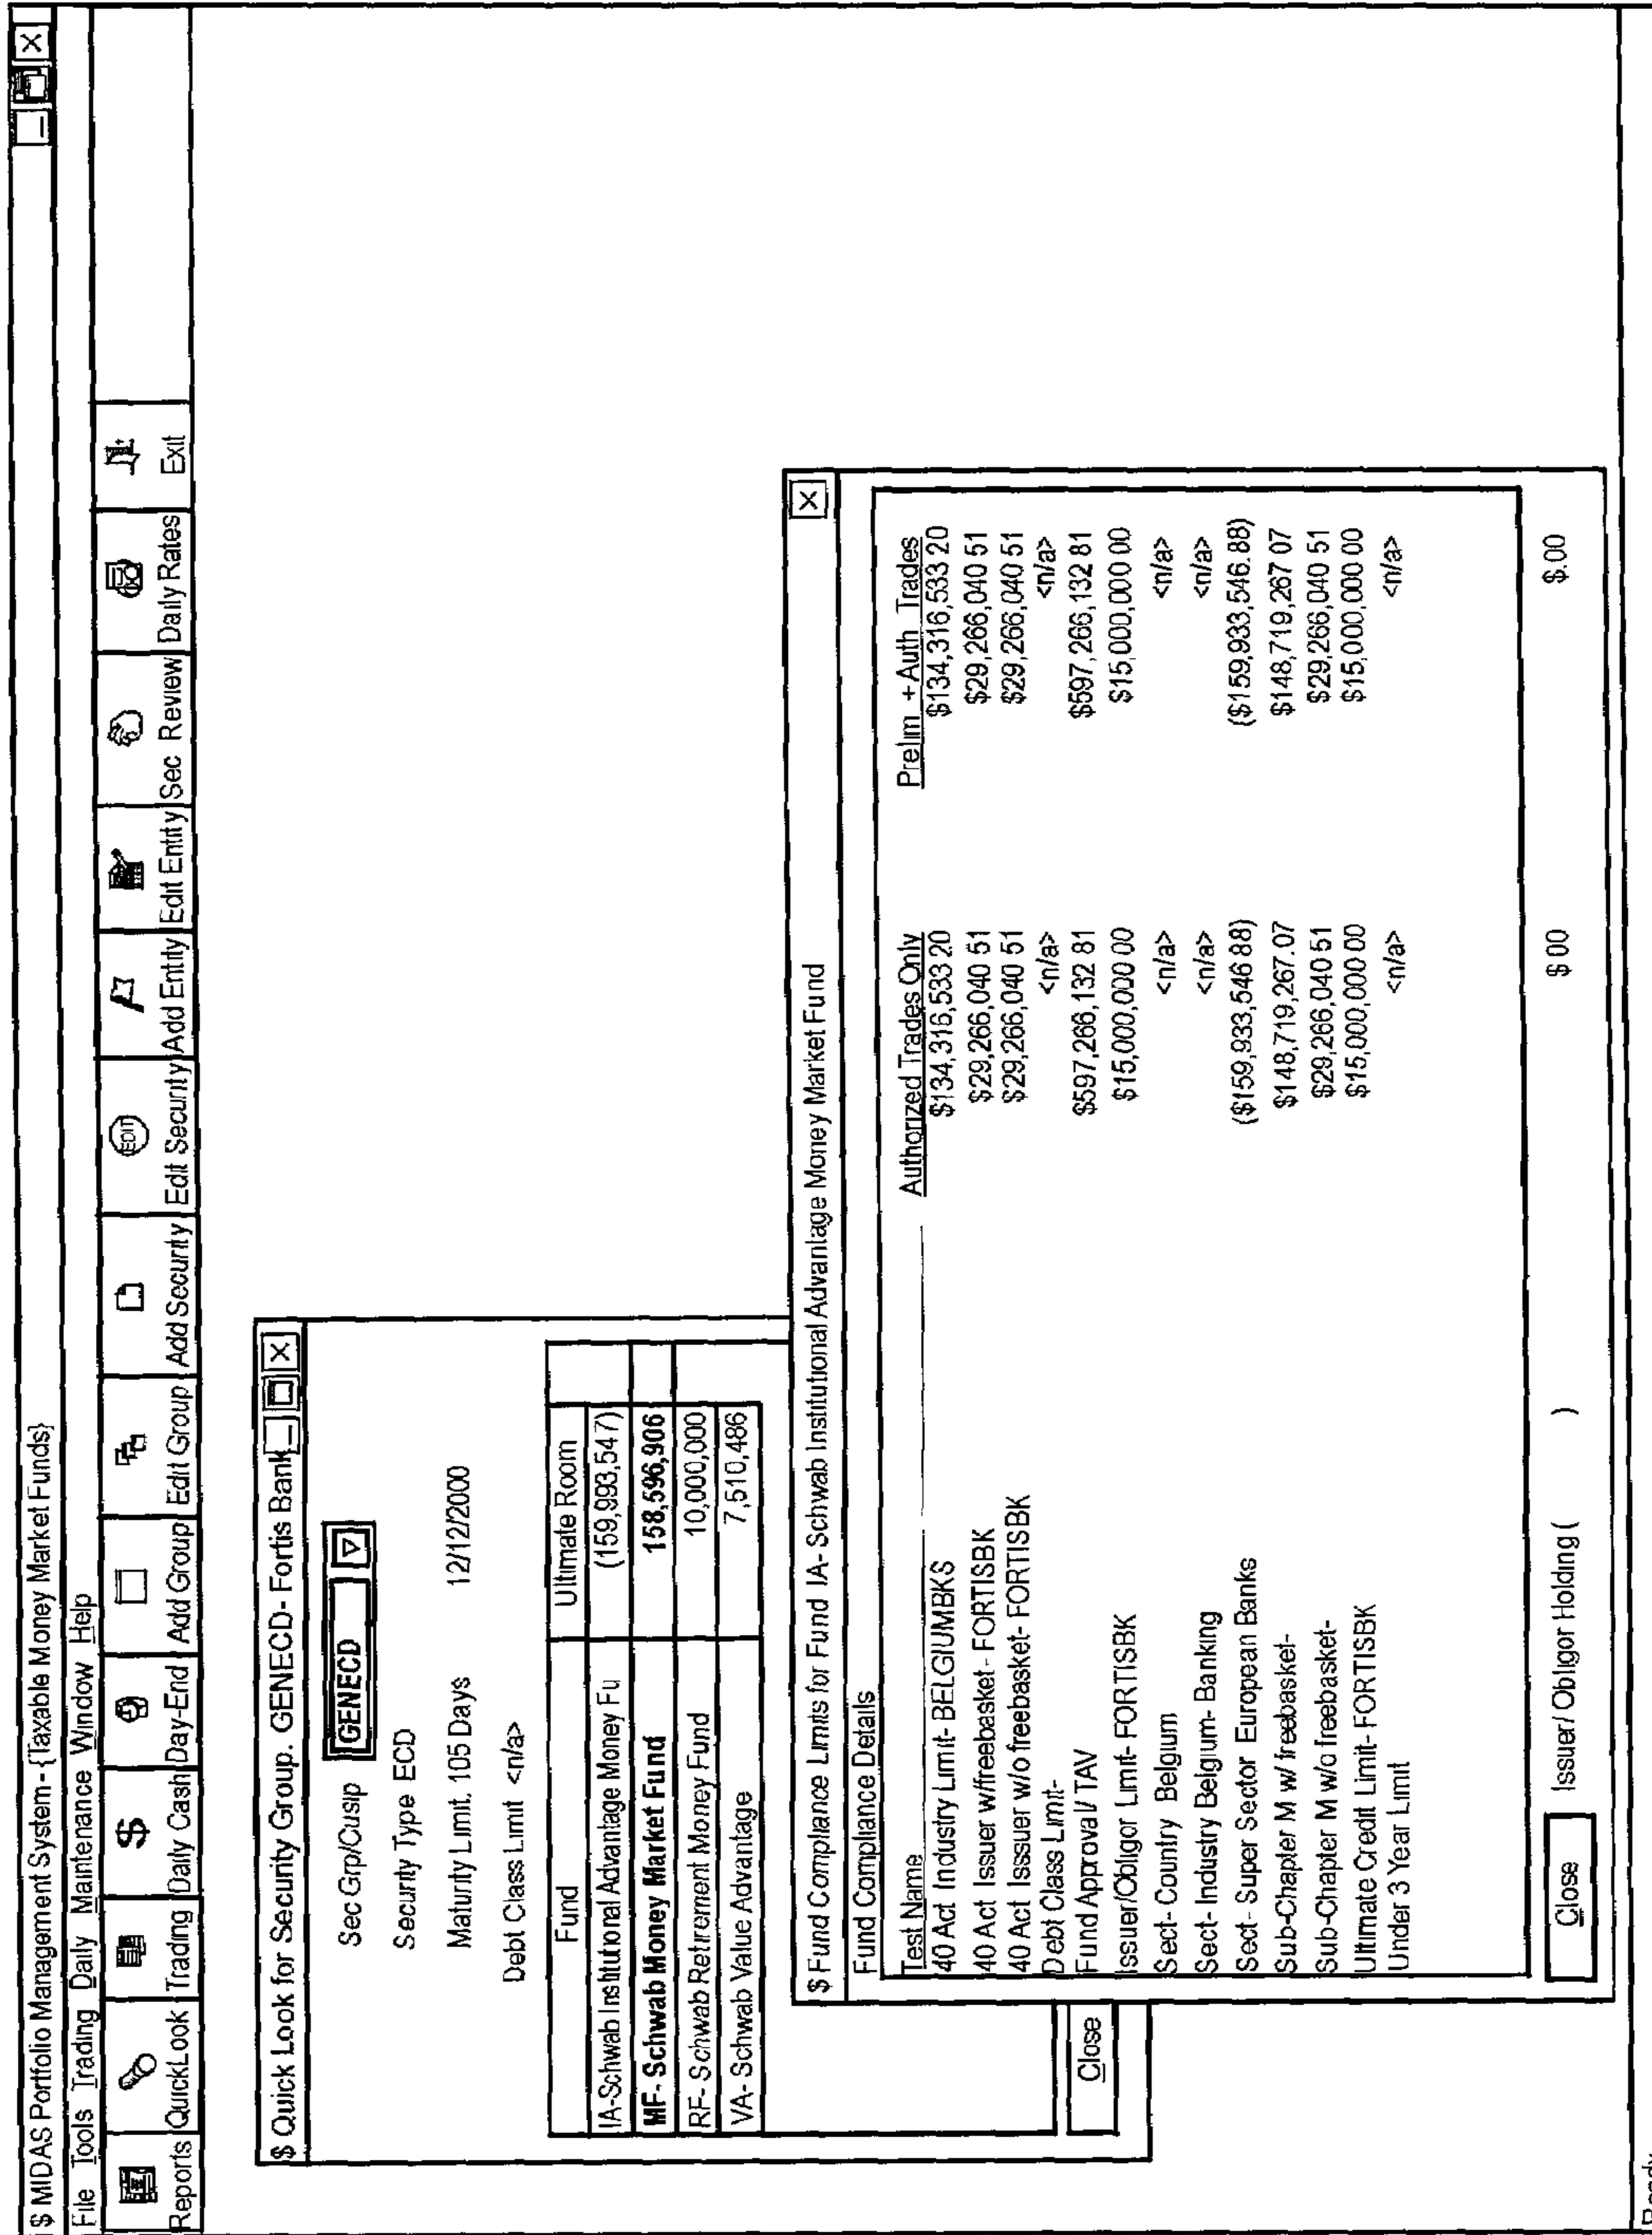 $ MIDAS Portfolio Management System - {Taxable Money Market Funds}
File Tools Trading Daily Maintenance Window Help
Reports QuickLook Trading Daily Cash Day-End Add Group Edit Group Add Security Edit Security Add Entity Edit Entity Sec Review Daily Rates Exit
EDIT
$ Quick Look for Security Group. GENECD- Fortis Bank
Sec Grp/Cusip GENECD
Security Type ECD
Maturity Limit. 105 Days 12/12/2000
Debt Class Limit <n/a>
Fund Ultimate Room
IA-Schwab Institutional Advantage Money Fu (159,993,547)
MF- Schwab Money Market Fund 158,596,906
RF- Schwab Retirement Money Fund 10,000,000
VA- Schwab Value Advantage 7,510,486
Close
$ Fund Compliance Limits for Fund IA- Schwab Institutional Advantage Money Market Fund
Fund Compliance Details
Test Name Authorized Trades Only Prelim + Auth Trades
40 Act Industry Limit- BELGIUMBKS $134,316,533 20 $134,316,533 20
40 Act Issuer w/freebasket- FORTISBK $29,266,040 51 $29,266,040 51
40 Act Isssuer w/o freebasket- FORTISBK $29,266,040 51 $29,266,040 51
Debt Class Limit- <n/a> <n/a>
Fund Approval/ TAV $597,266,132 81 $597,266,132 81
Issuer/Obligor Limit- FORTISBK $15,000,000 00 $15,000,000 00
Sect- Country Belgium <n/a> <n/a>
Sect- Industry Belgium- Banking <n/a> <n/a>
Sect- Super Sector European Banks ($159,933,546 88) ($159,933,546.88)
Sub-Chapter M w/ freebasket- $148,719,267.07 $148,719,267 07
Sub-Chapter M w/o freebasket- $29,266,040 51 $29,266,040 51
Ultimate Credit Limit- FORTISBK $15,000,000 00 $15,000,000 00
Under 3 Year Limit <n/a> <n/a>
Close Issuer/ Obligor Holding ( ) $ 00 $.00
Ready